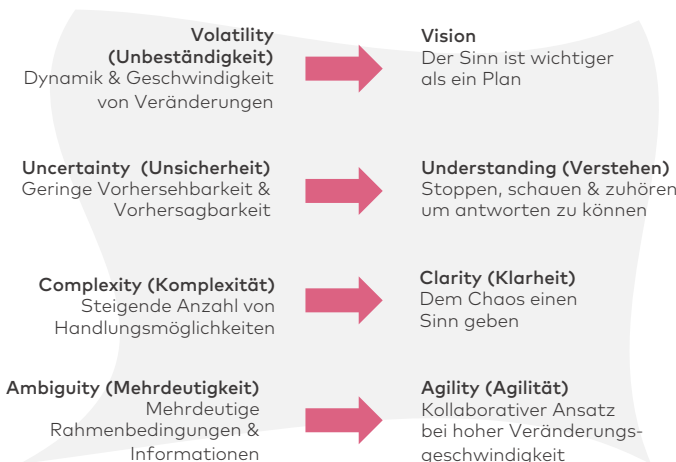 Volatility
(Unbeständigkeit)
Dynamik & Geschwindigkeit
von Veränderungen
Vision
Der Sinn ist wichtiger
als ein Plan
Uncertainty (Unsicherheit)
Geringe Vorhersehbarkeit &
Vorhersagbarkeit
Understanding (Verstehen)
Stoppen, schauen & zuhören
um antworten zu können
Complexity (Komplexität)
Steigende Anzahl von
Handlungsmöglichkeiten
Clarity (Klarheit)
Dem Chaos einen
Sinn geben
Ambiguity (Mehrdeutigkeit)
Mehrdeutige
Rahmenbedingungen &
Informationen
Agility (Agilität)
Kollaborativer Ansatz
bei hoher Veränderungs-
geschwindigkeit